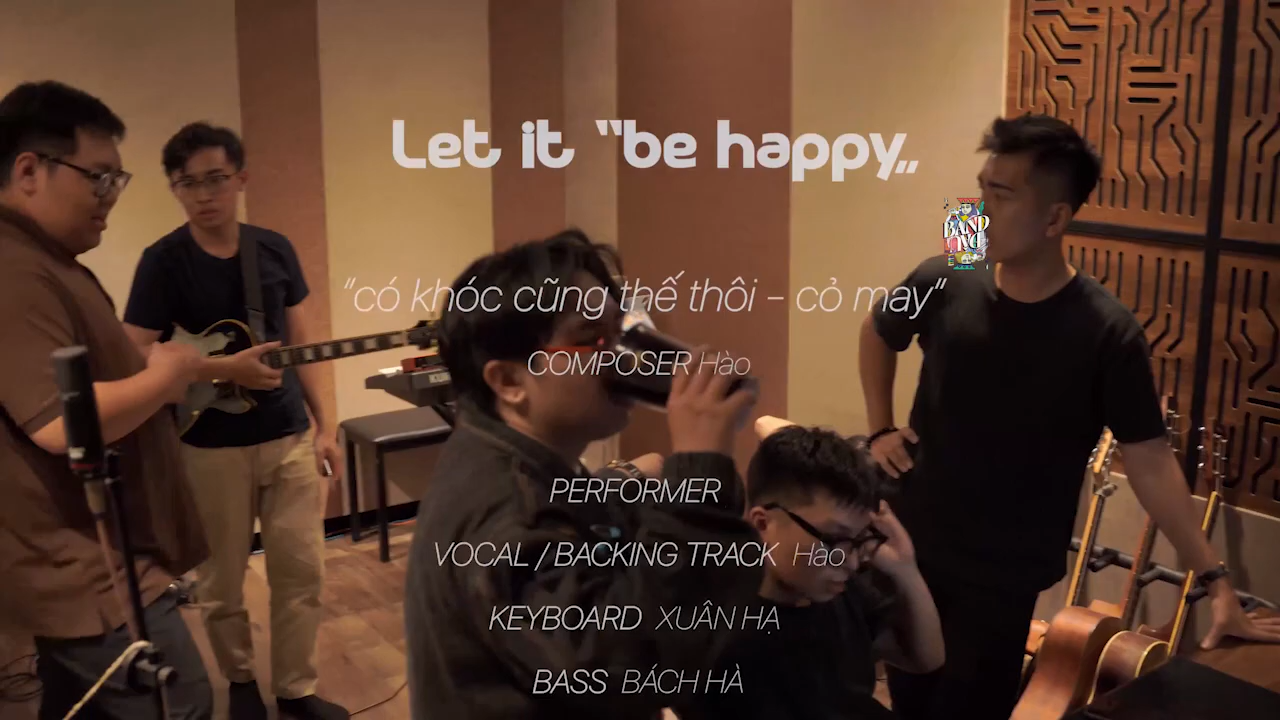 Let it “be happy„
BAND
“có khóc cũng thế thôi - cỏ may”
COMPOSER Hào
PERFORMER
VOCAL / BACKING TRACK Hào
KEYBOARD XUÂN HẠ
BASS BÁCH HÀ